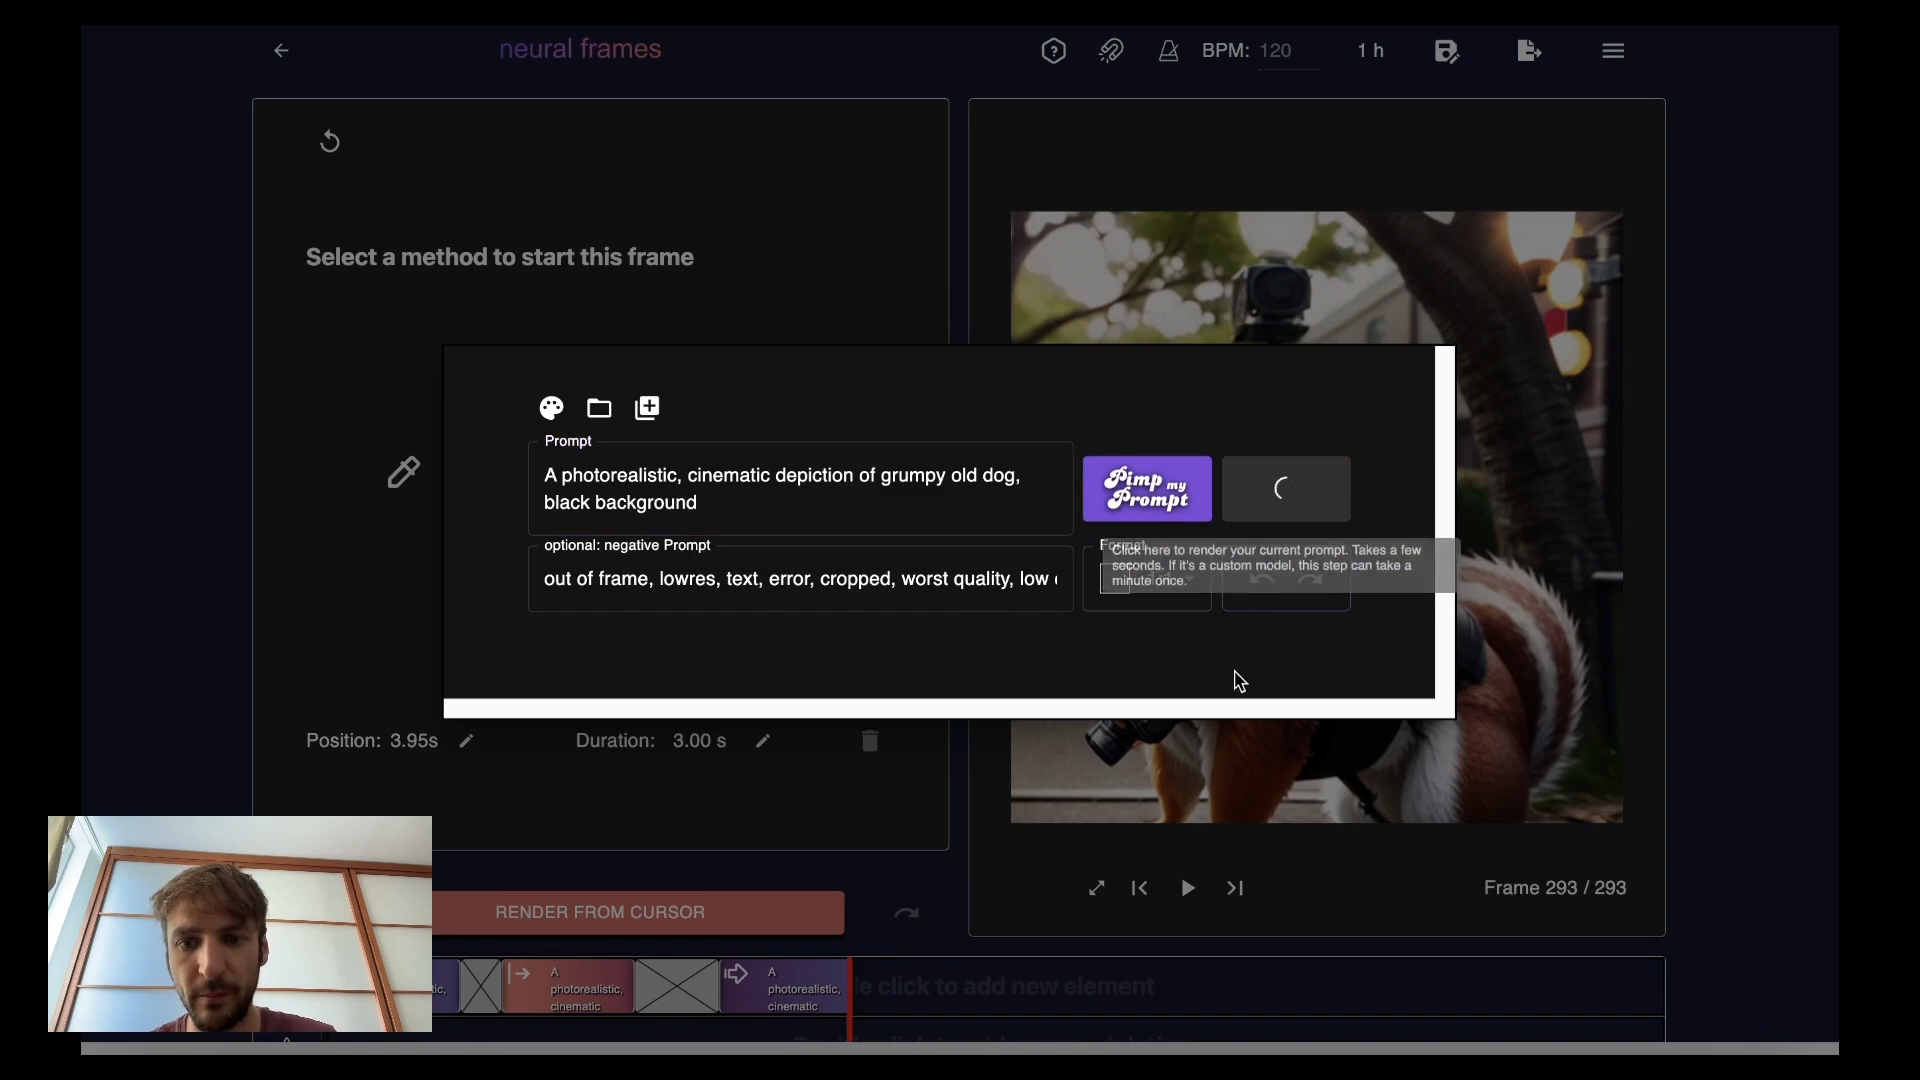 neural frames
BPM: 120
1 h
Select a method to start this frame
Prompt
A photorealistic, cinematic depiction of grumpy old dog,
black background
Pimp my
Prompt
optional: negative Prompt
out of frame, lowres, text, error, cropped, worst quality, low
Format
Click here to render your current prompt. Takes a few
seconds. If it's a custom model, this step can take a
minute once.
Position: 3.95s
Duration: 3.00 s
RENDER FROM CURSOR
Frame 293 / 293
tic,
A
photorealistic,
cinematic
A
photorealistic,
cinematic
le click to add new element